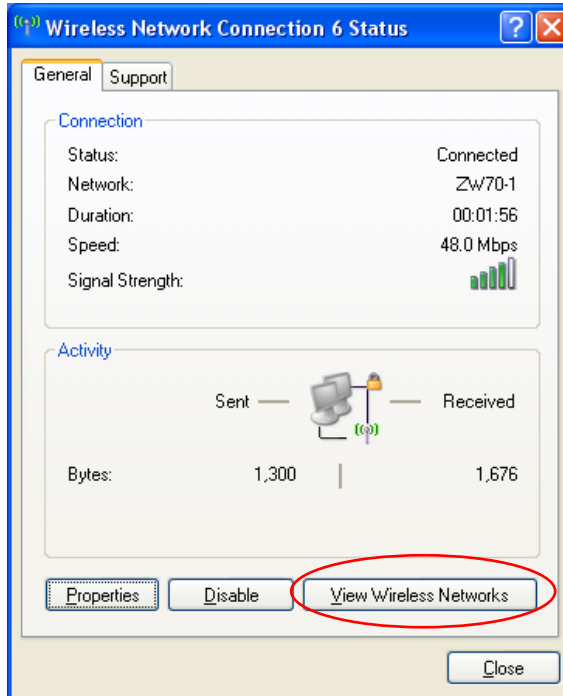 Wireless Network Connection 6 Status
General Support
Connection
Status: Connected
Network: ZW70-1
Duration: 00:01:56
Speed: 48.0 Mbps
Signal Strength:
Activity
Sent Received
Bytes: 1,300 1,676
Properties Disable View Wireless Networks
Close